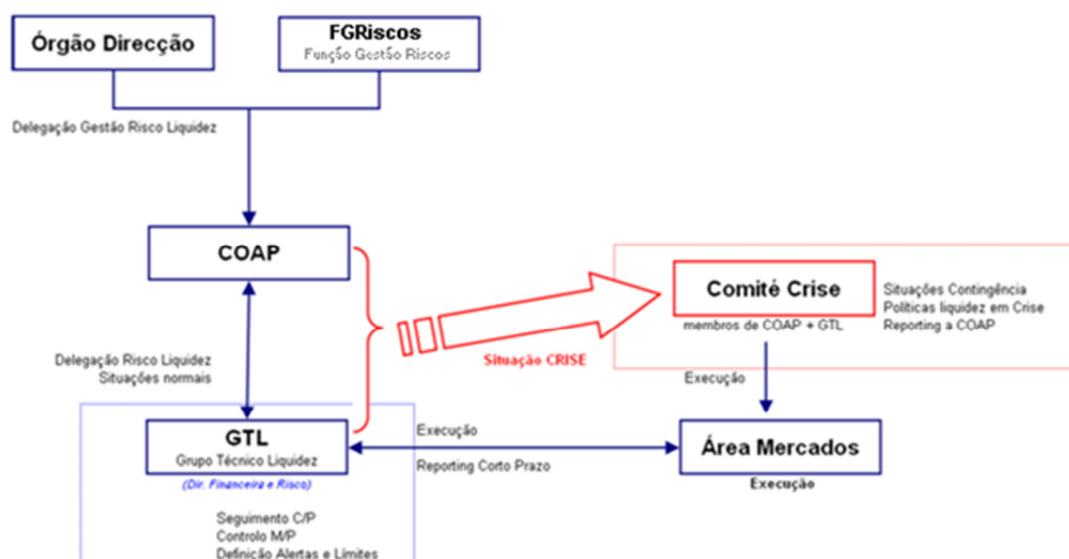 Órgão Direcção
FGRiscos
Função Gestão Riscos
Delegação Gestão Risco Liquidez
COAP
Comité Crise
membros de COAP + GTL
Situações Contingência
Políticas liquidez em Crise
Reporting a COAP
Situação CRISE
Delegação Risco Liquidez
Situações normais
Execução
GTL
Grupo Técnico Liquidez
(Dir. Financeira e Risco)
Execução
Reporting Corto Prazo
Área Mercados
Execução
Seguimento C/P
Controlo M/P
Definição Alertas e Límites